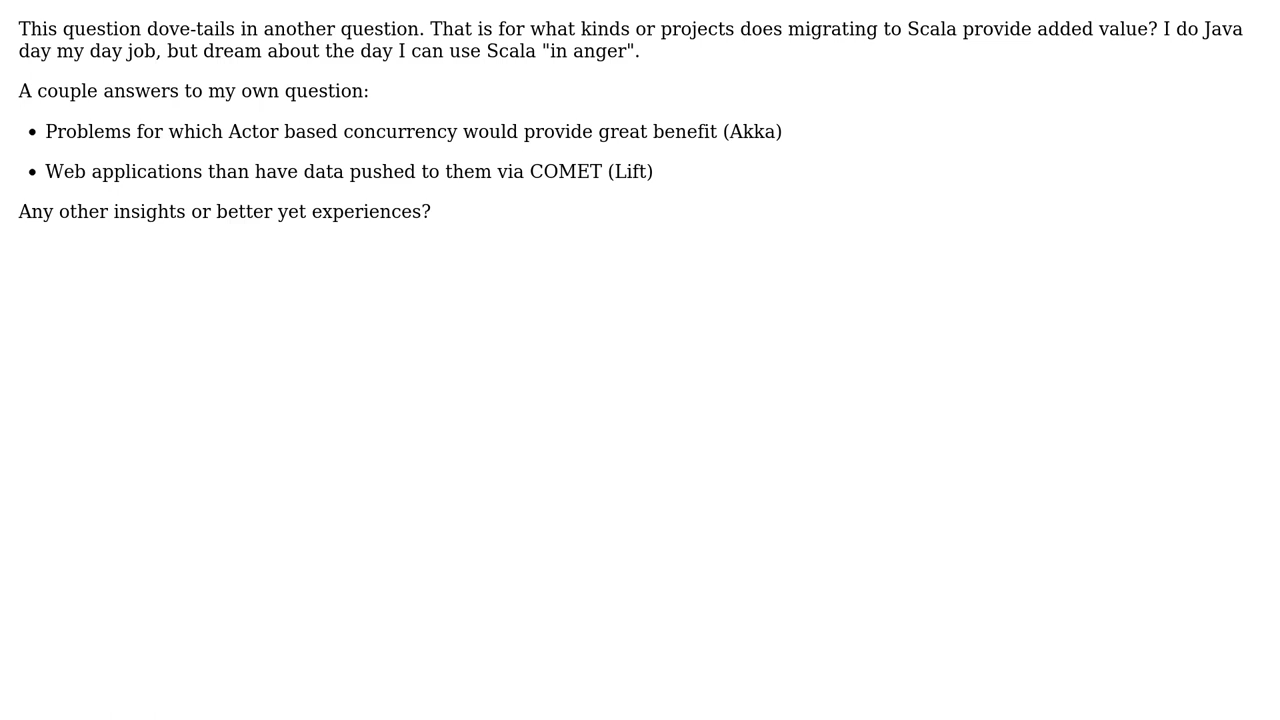 This question dove-tails in another question. That is for what kinds or projects does migrating to Scala provide added value? I do Java
day my day job, but dream about the day I can use Scala "in anger".
A couple answers to my own question:
• Problems for which Actor based concurrency would provide great benefit (Akka)
• Web applications than have data pushed to them via COMET (Lift)
Any other insights or better yet experiences?